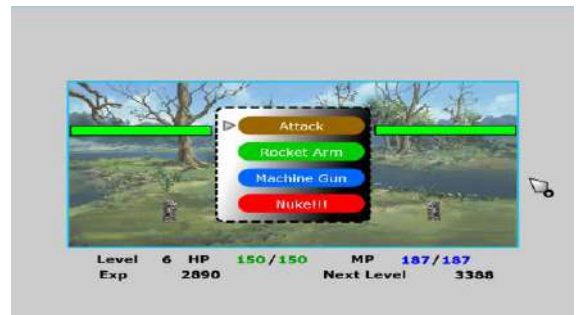 Attack
Rocket Arm
Machine Gun
Nuke!!!
Level 6 HP 150/150 MP 187/187
Exp 2890 Next Level 3388